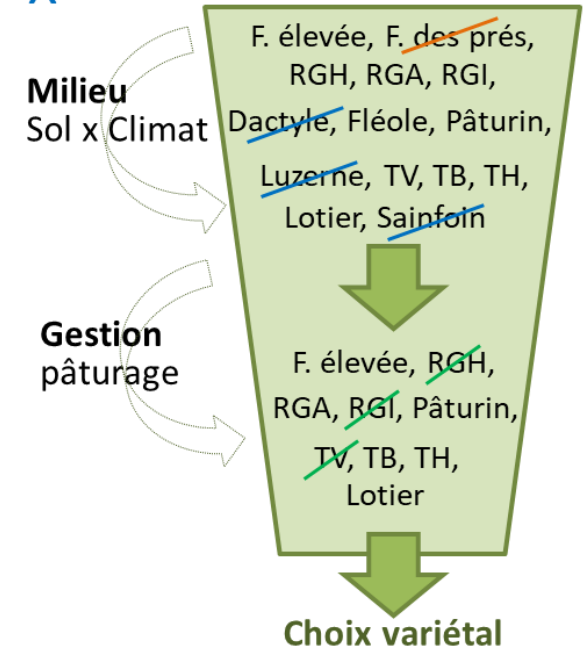 F. élevée, F. des prés,
RGH, RGA, RGI,
Dactyle, Fléole, Pâturin,
Luzerne, TV, TB, TH,
Lotier, Sainfoin
Milieu
Sol x Climat
Gestion
pâturage
F. élevée, RGH,
RGA, RGI, Pâturin,
TV, TB, TH,
Lotier
Choix variétal